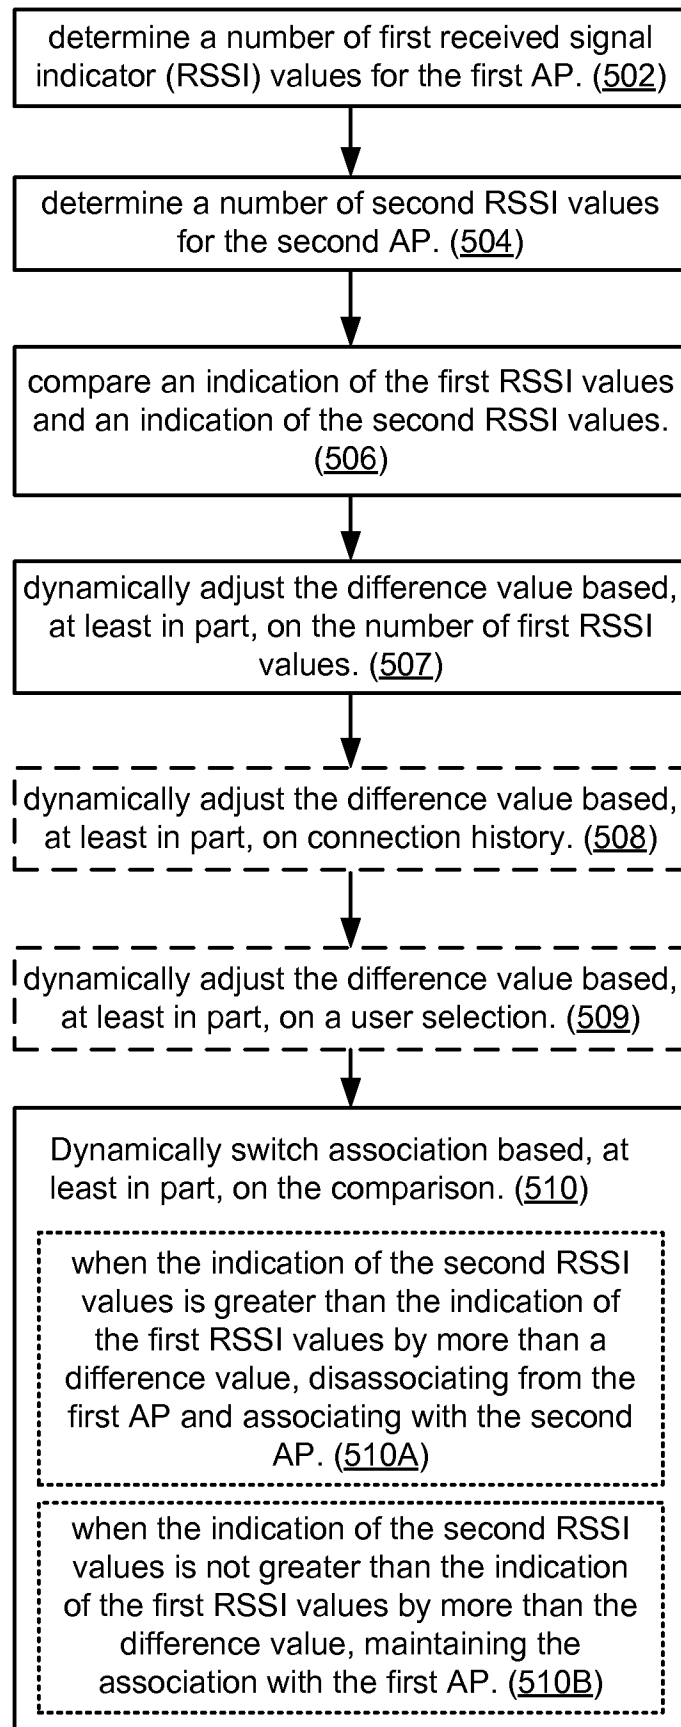 determine a number of first received signal
indicator (RSSI) values for the first AP. (502)
determine a number of second RSSI values
for the second AP. (504)
compare an indication of the first RSSI values
and an indication of the second RSSI values.
(506)
dynamically adjust the difference value based,
at least in part, on the number of first RSSI
values. (507)
dynamically adjust the difference value based,
at least in part, on connection history. (508)
dynamically adjust the difference value based,
at least in part, on a user selection. (509)
Dynamically switch association based, at
least in part, on the comparison. (510)
when the indication of the second RSSI
values is greater than the indication of
the first RSSI values by more than a
difference value, disassociating from the
first AP and associating with the second
AP. (510A)
when the indication of the second RSSI
values is not greater than the indication
of the first RSSI values by more than the
difference value, maintaining the
association with the first AP. (510B)